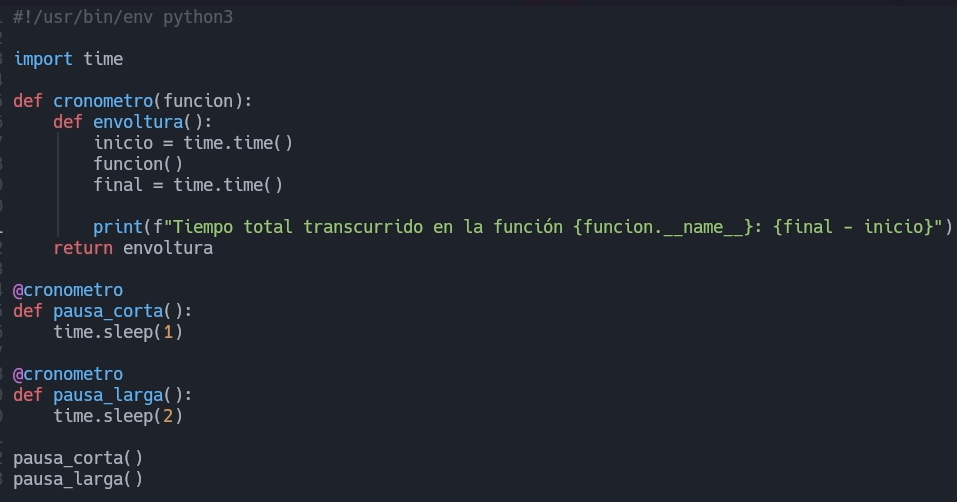 #!/usr/bin/env python3
import time
def cronometro(funcion):
    def envoltura():
        inicio = time.time()
        funcion()
        final = time.time()
        print(f"Tiempo total transcurrido en la función {funcion.__name__}: {final - inicio}")
    return envoltura
@cronometro
def pausa_corta():
    time.sleep(1)
@cronometro
def pausa_larga():
    time.sleep(2)
pausa_corta()
pausa_larga()